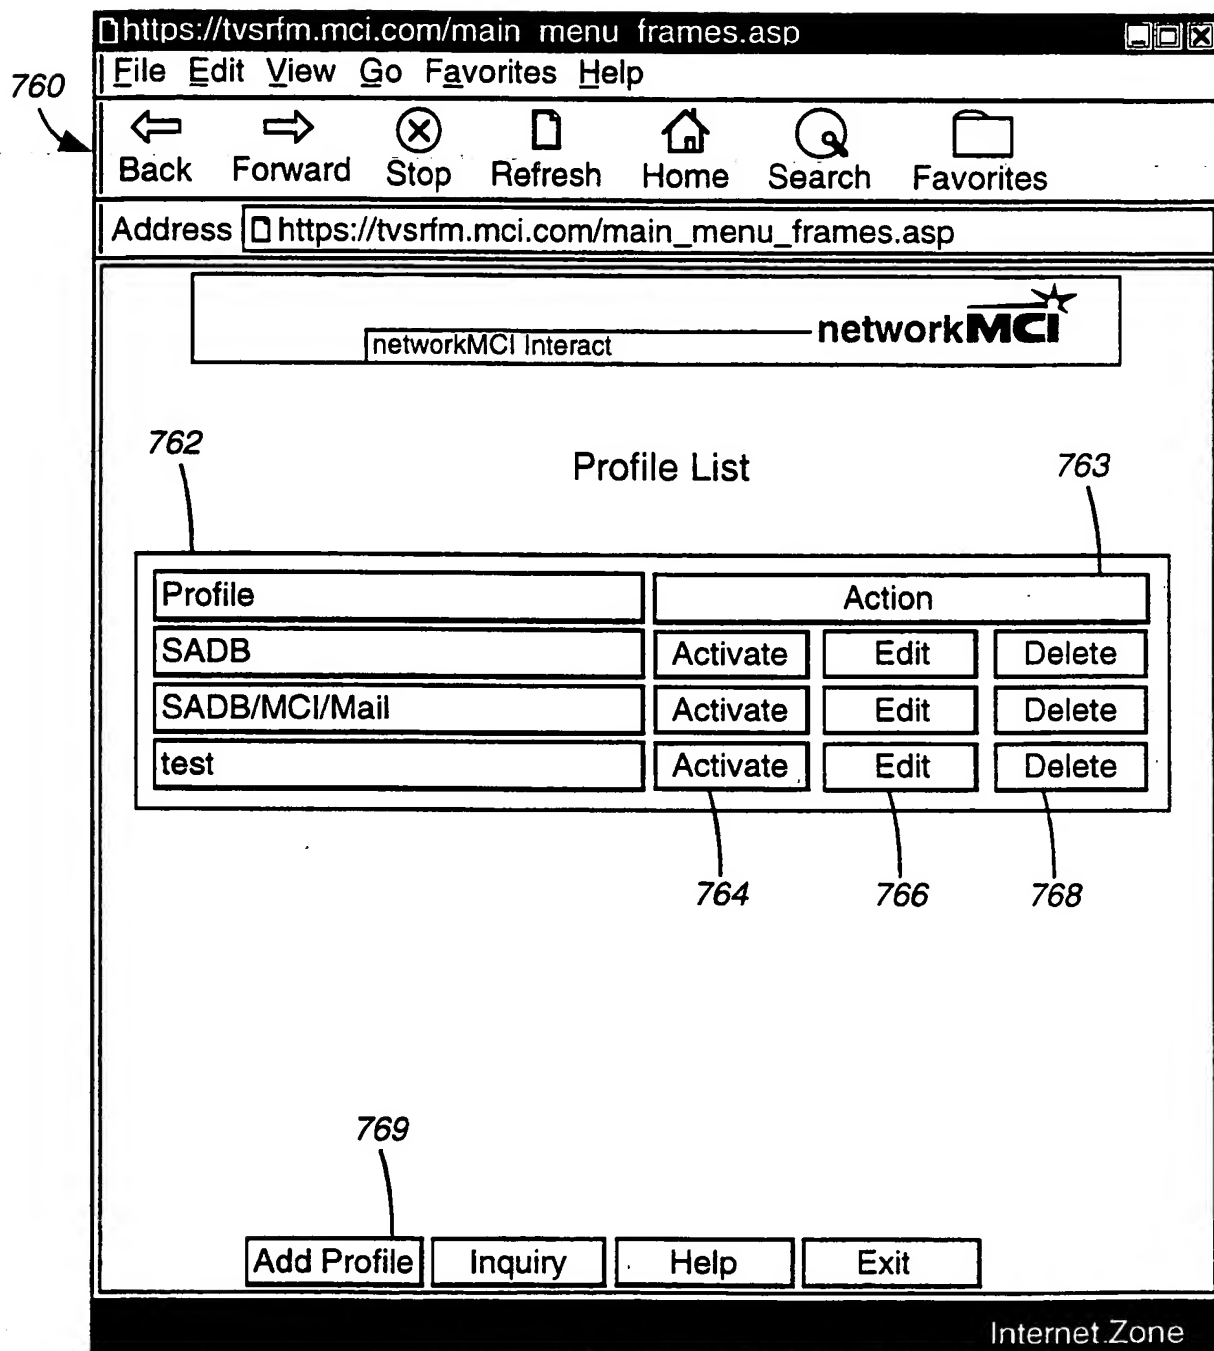 https://tvsrfm.mci.com/main menu frames.asp
File Edit View Go Favorites Help
760
Back Forward Stop Refresh Home Search Favorites
Address https://tvsrfm.mci.com/main_menu_frames.asp
networkMCI Interact
networkMCI
762
Profile List
763
Profile Action
SADB Activate Edit Delete
SADB/MCI/Mail Activate Edit Delete
test Activate Edit Delete
764 766 768
769
Add Profile Inquiry Help Exit
Internet.Zone